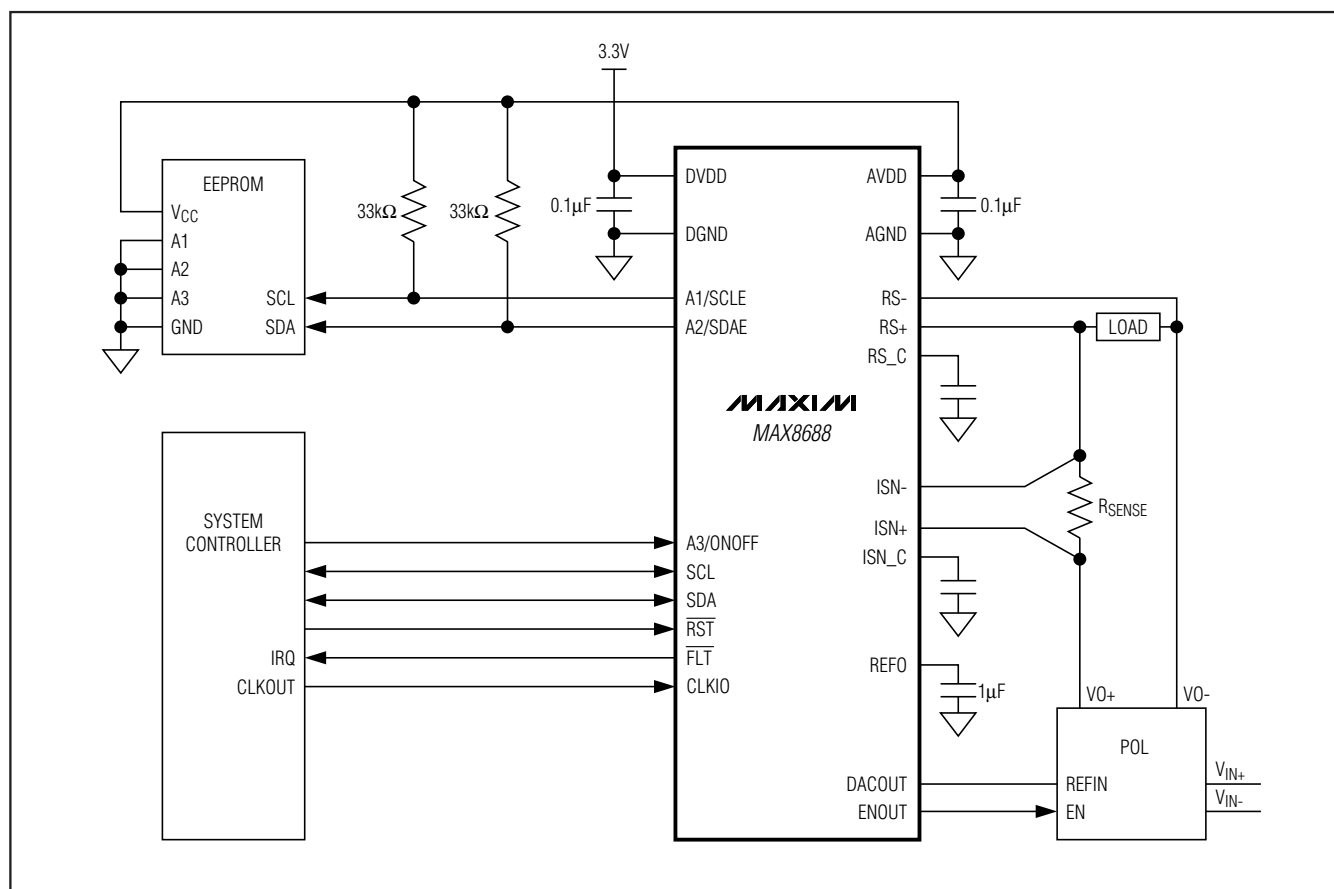 3.3V
EEPROM
VCC
A1
A2
A3
GND
SCL
SDA
33kΩ
33kΩ
0.1µF
0.1µF
DVDD
DGND
A1/SCLE
A2/SDAE
AVDD
AGND
RS-
RS+
RS_C
LOAD
MAXIM
MAX8688
ISN-
ISN+
ISN_C
RSENSE
SYSTEM
CONTROLLER
IRQ
CLKOUT
A3/ONOFF
SCL
SDA
RST
FLT
CLKIO
REFO
1µF
DACOUT
ENOUT
VO+
VO-
POL
REFIN
EN
VIN+
VIN-